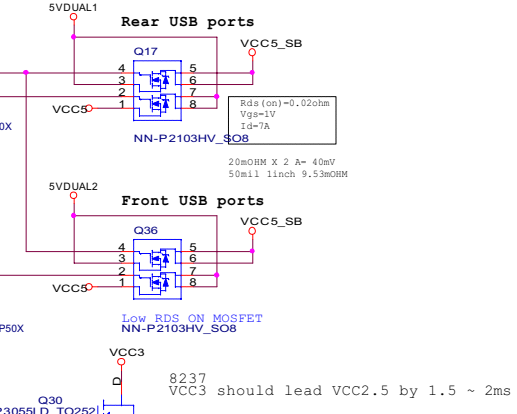 5VDUAL1
Rear USB ports
Q17
VCC5_SB
4
3
2
1
5
6
7
8
VCC5
0X
NN-P2103HV_SO8
Rds(on)=0.02ohm
Vgs=1V
Id=7A
20mOHM X 2 A= 40mV
50mil 1inch 9.53mOHM
5VDUAL2
Front USB ports
Q36
VCC5_SB
4
3
2
1
5
6
7
8
VCC5
Low RDS ON MOSFET
P50X
NN-P2103HV_SO8
VCC3
D
8237
VCC3 should lead VCC2.5 by 1.5 ~ 2ms
Q30
P3055LD_TO252